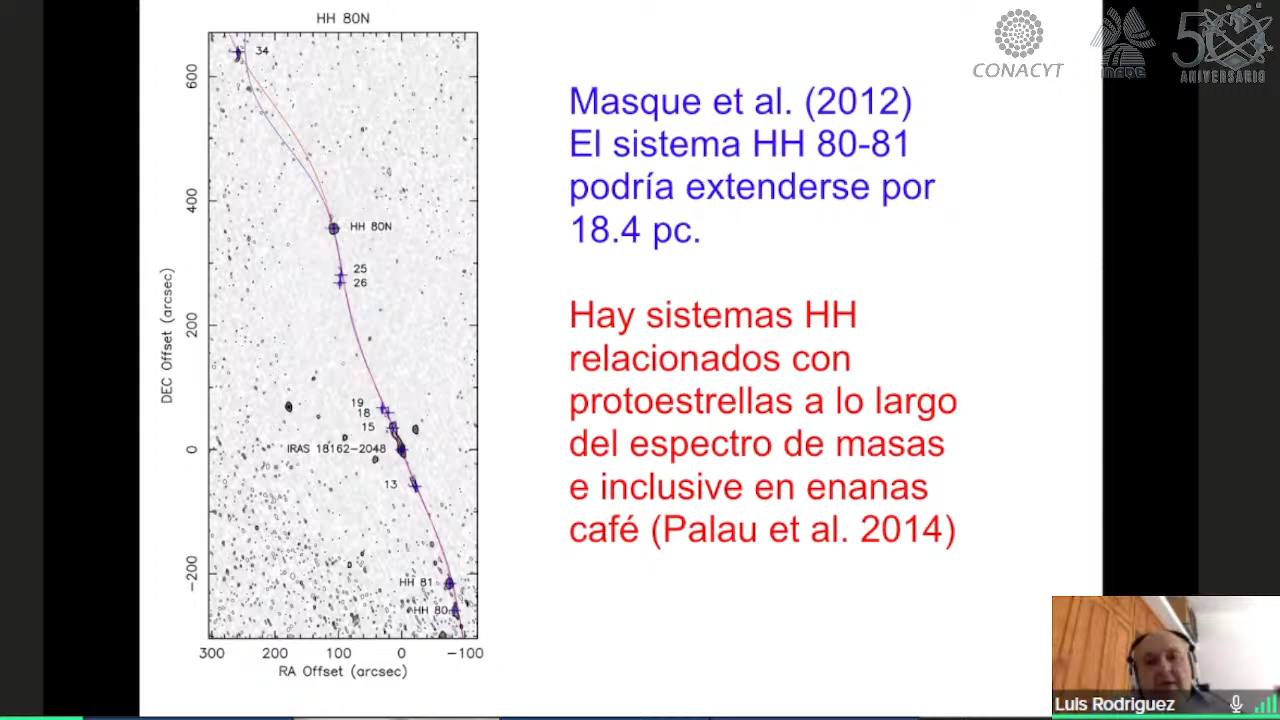 HH 80N
34
600
400
HH 80N
25
26
200
19
18
15
0
IRAS 18162−2048
13
−200
HH 81
HH 80
300 200 100 0 −100
RA Offset (arcsec)
DEC Offset (arcsec)
Masque et al. (2012)
El sistema HH 80-81
podría extenderse por
18.4 pc.
Hay sistemas HH
relacionados con
protoestrellas a lo largo
del espectro de masas
e inclusive en enanas
café (Palau et al. 2014)
CONACYT
inaoe
50
ANIVERSARIO
Luis Rodriguez